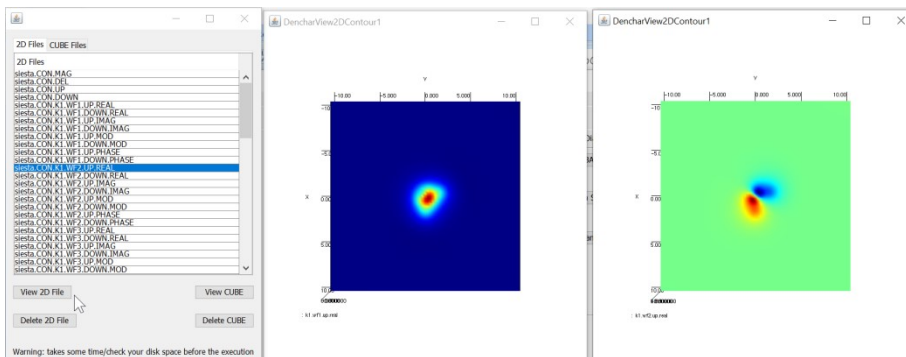 2D Files CUBE Files
2D Files
siesta.CON.MAG
siesta.CON.DEL
siesta.CON.UP
siesta.CON.DOWN
siesta.CON.K1.WF1.UP.REAL
siesta.CON.K1.WF1.DOWN.REAL
siesta.CON.K1.WF1.UP.IMAG
siesta.CON.K1.WF1.DOWN.IMAG
siesta.CON.K1.WF1.UP.MOD
siesta.CON.K1.WF1.DOWN.MOD
siesta.CON.K1.WF1.UP.PHASE
siesta.CON.K1.WF1.DOWN.PHASE
siesta.CON.K1.WF2.UP.REAL
siesta.CON.K1.WF2.DOWN.REAL
siesta.CON.K1.WF2.UP.IMAG
siesta.CON.K1.WF2.DOWN.IMAG
siesta.CON.K1.WF2.UP.MOD
siesta.CON.K1.WF2.DOWN.MOD
siesta.CON.K1.WF2.UP.PHASE
siesta.CON.K1.WF2.DOWN.PHASE
siesta.CON.K1.WF3.UP.REAL
siesta.CON.K1.WF3.DOWN.REAL
siesta.CON.K1.WF3.UP.IMAG
siesta.CON.K1.WF3.DOWN.IMAG
siesta.CON.K1.WF3.UP.MOD
siesta.CON.K1.WF3.DOWN.MOD
View 2D File View CUBE
Delete 2D File Delete CUBE
Warning: takes some time/check your disk space before the execution
DencharView2DContour1
Y
-10.00 -5.000 0.000 5.000 10.00
X
k1.wf1.up.real
DencharView2DContour1
Y
-10.00 -5.000 0.000 5.000 10.00
X
k1.wf2.up.real